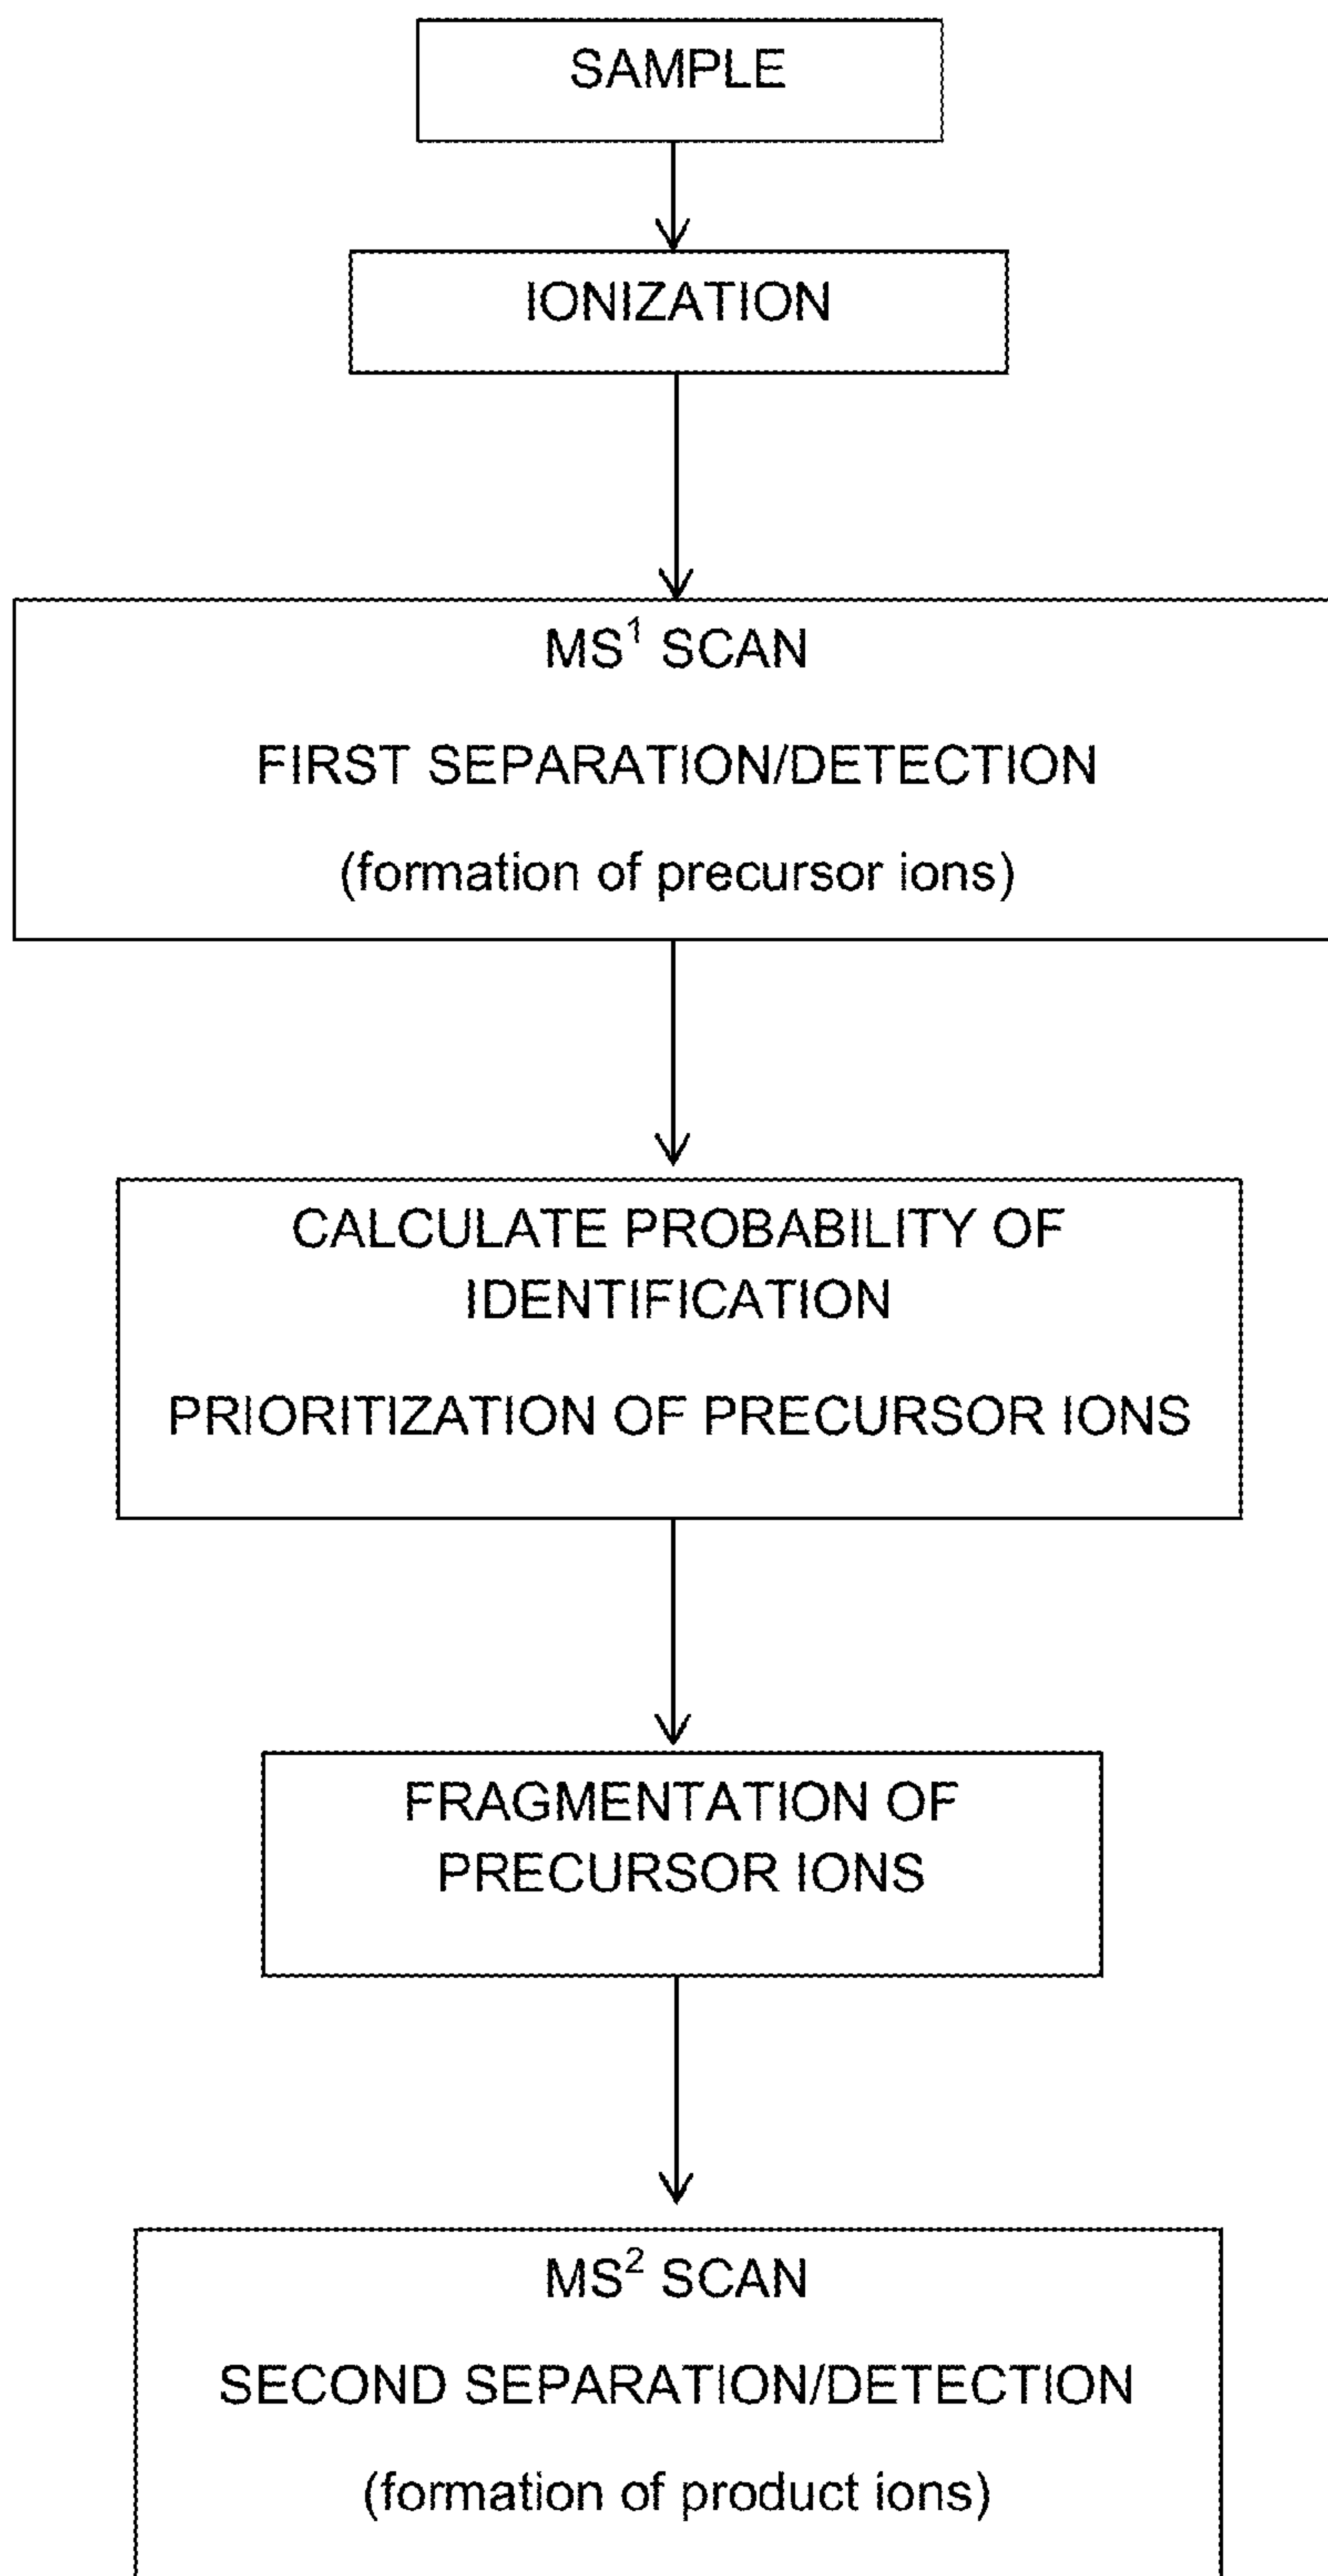 SAMPLE
IONIZATION
MS¹ SCAN
FIRST SEPARATION/DETECTION
(formation of precursor ions)
CALCULATE PROBABILITY OF
IDENTIFICATION
PRIORITIZATION OF PRECURSOR IONS
FRAGMENTATION OF
PRECURSOR IONS
MS² SCAN
SECOND SEPARATION/DETECTION
(formation of product ions)